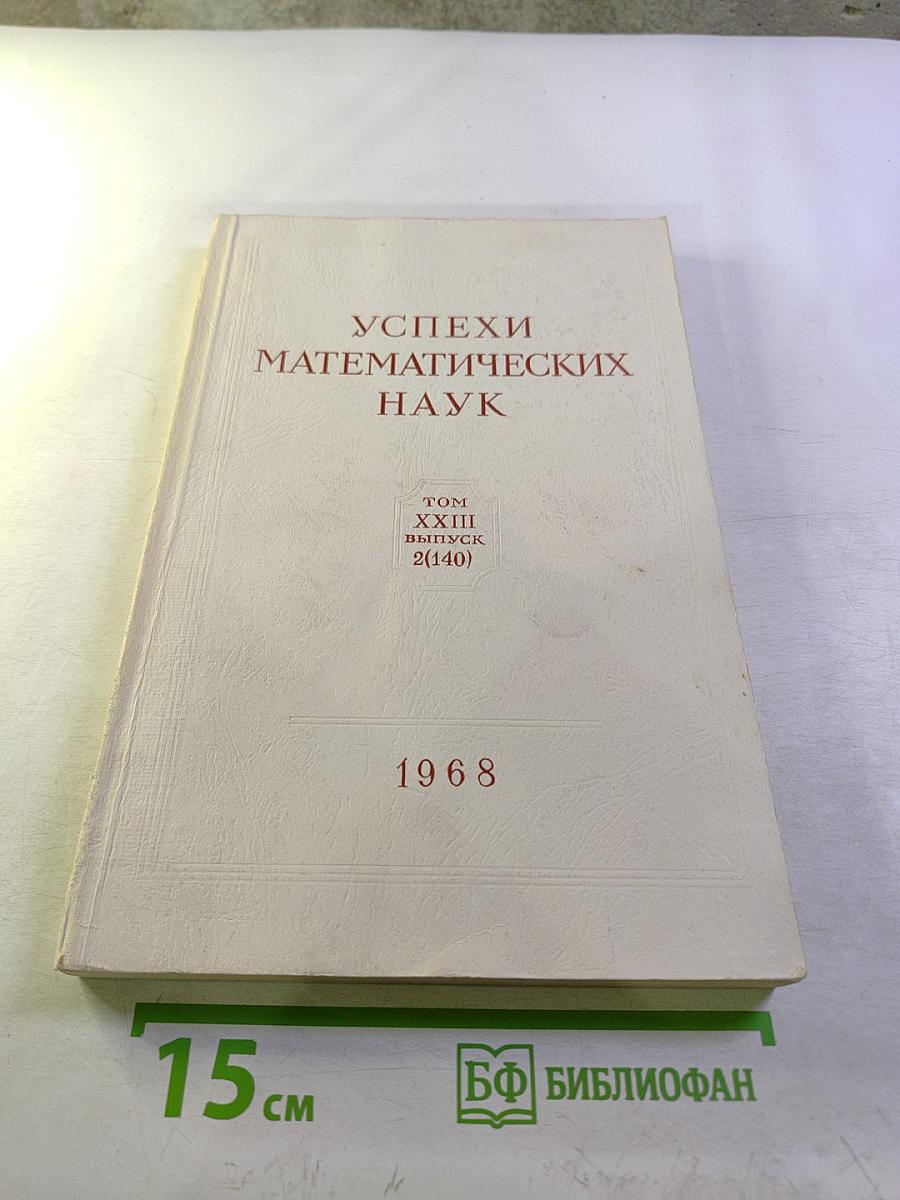 УСПЕХИ
МАТЕМАТИЧЕСКИХ
НАУК
ТОМ
XXIII
ВЫПУСК
2(140)
1968
15 см
БФ БИБЛИОФАН